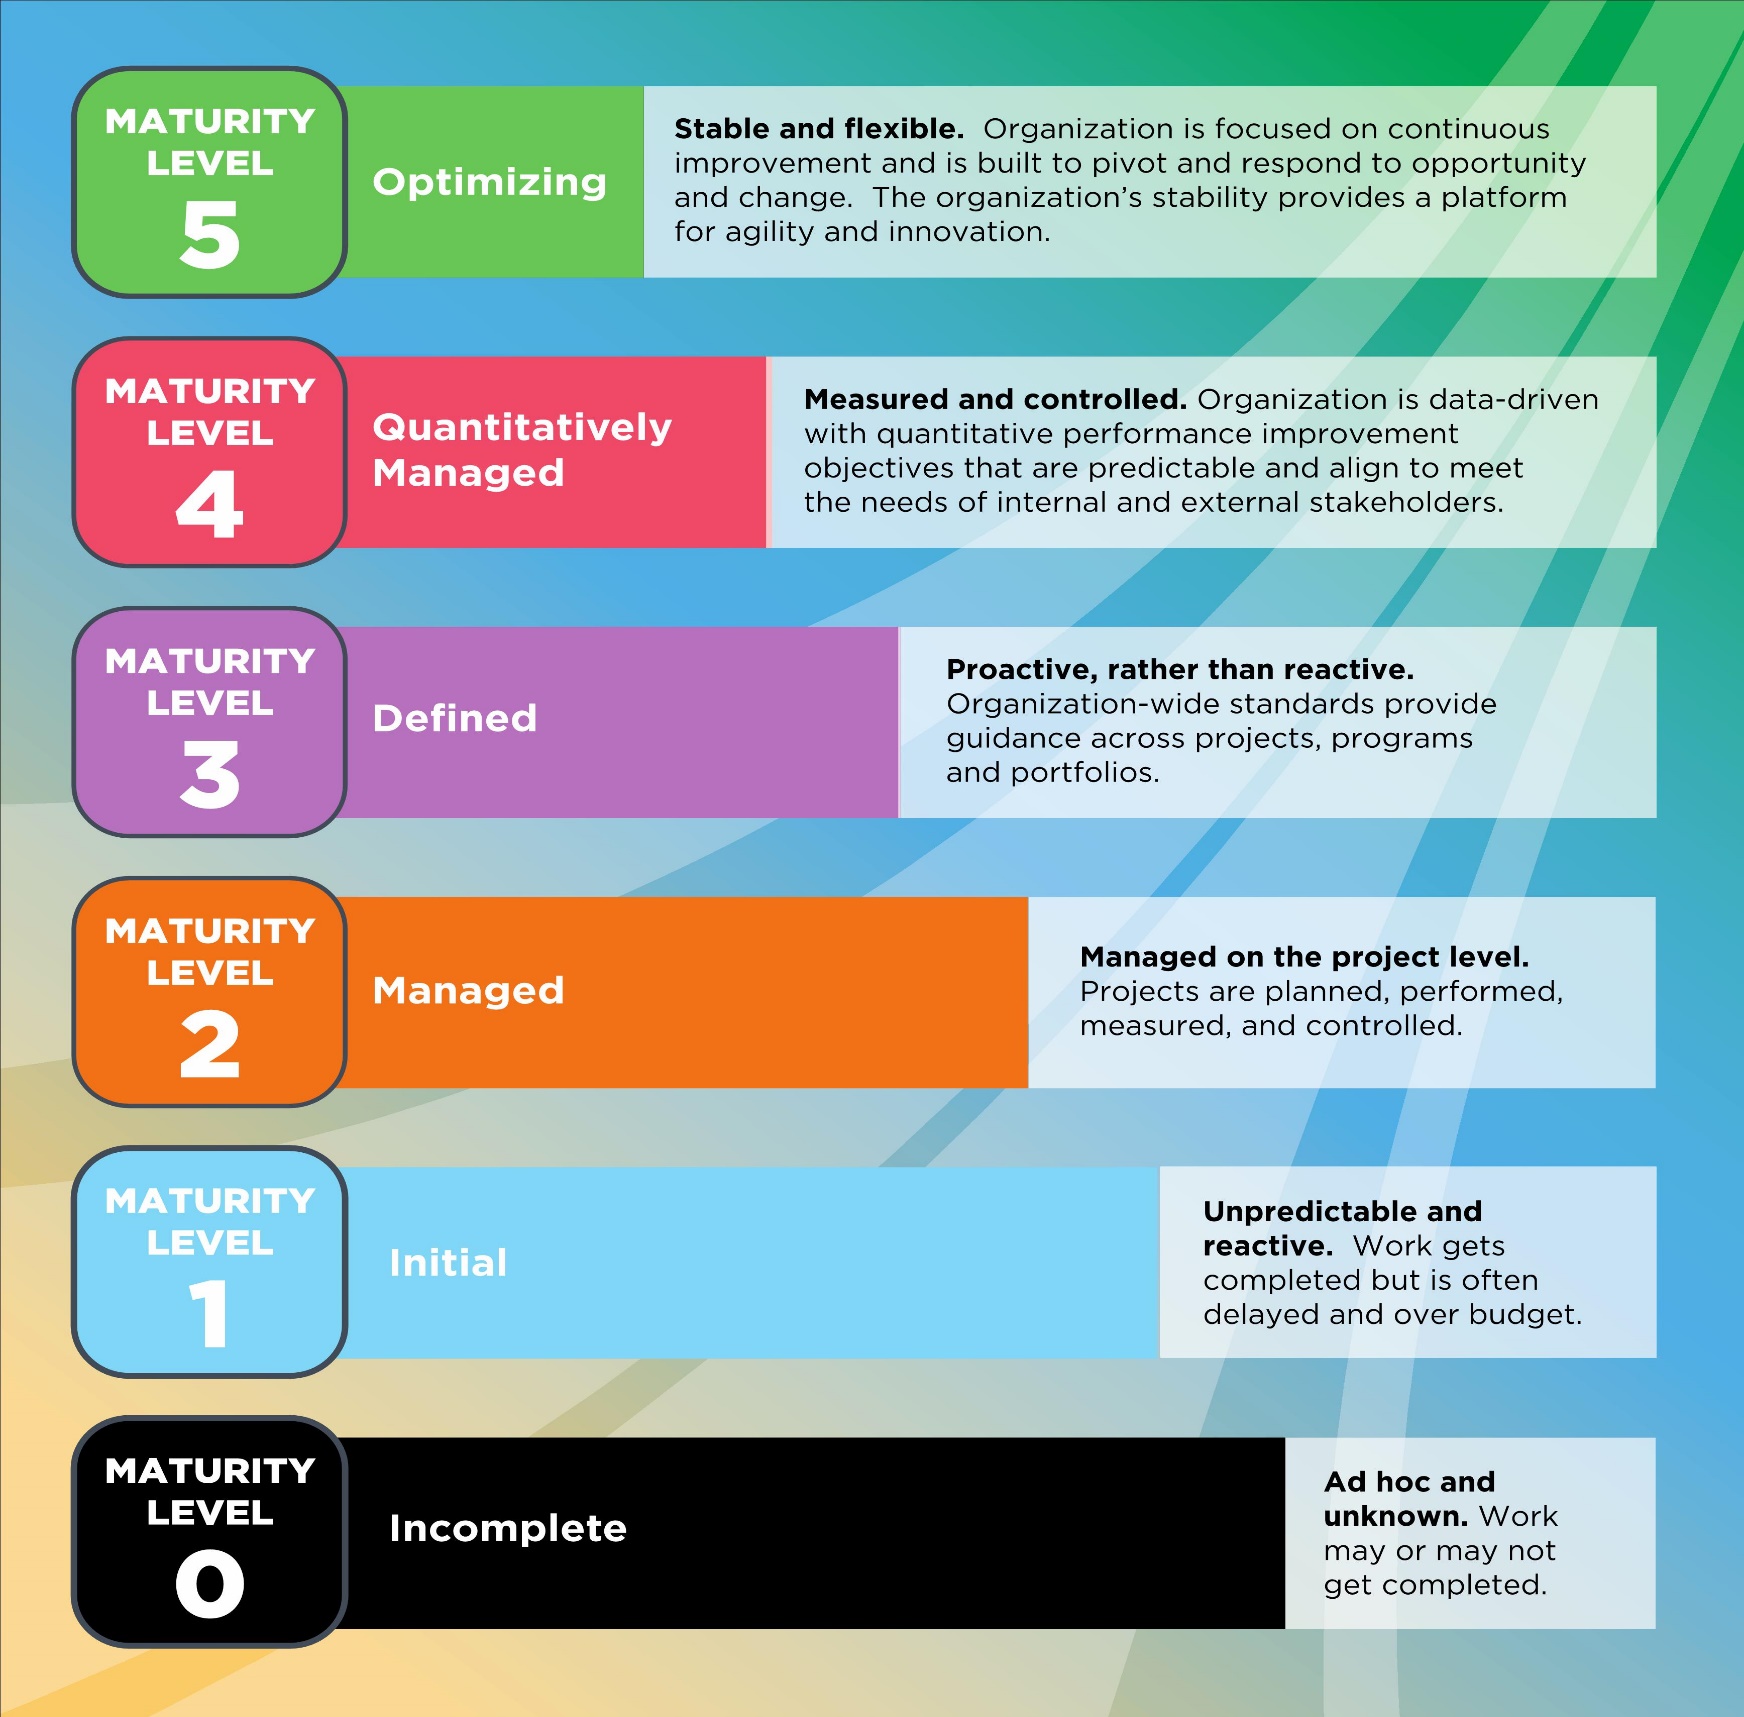 MATURITY
LEVEL
5
Optimizing
Stable and flexible.  Organization is focused on continuous
improvement and is built to pivot and respond to opportunity
and change.  The organization’s stability provides a platform
for agility and innovation.
MATURITY
LEVEL
4
Quantitatively
Managed
Measured and controlled. Organization is data-driven
with quantitative performance improvement
objectives that are predictable and align to meet
the needs of internal and external stakeholders.
MATURITY
LEVEL
3
Defined
Proactive, rather than reactive.
Organization-wide standards provide
guidance across projects, programs
and portfolios.
MATURITY
LEVEL
2
Managed
Managed on the project level.
Projects are planned, performed,
measured, and controlled.
MATURITY
LEVEL
1
Initial
Unpredictable and
reactive.  Work gets
completed but is often
delayed and over budget.
MATURITY
LEVEL
0
Incomplete
Ad hoc and
unknown. Work
may or may not
get completed.